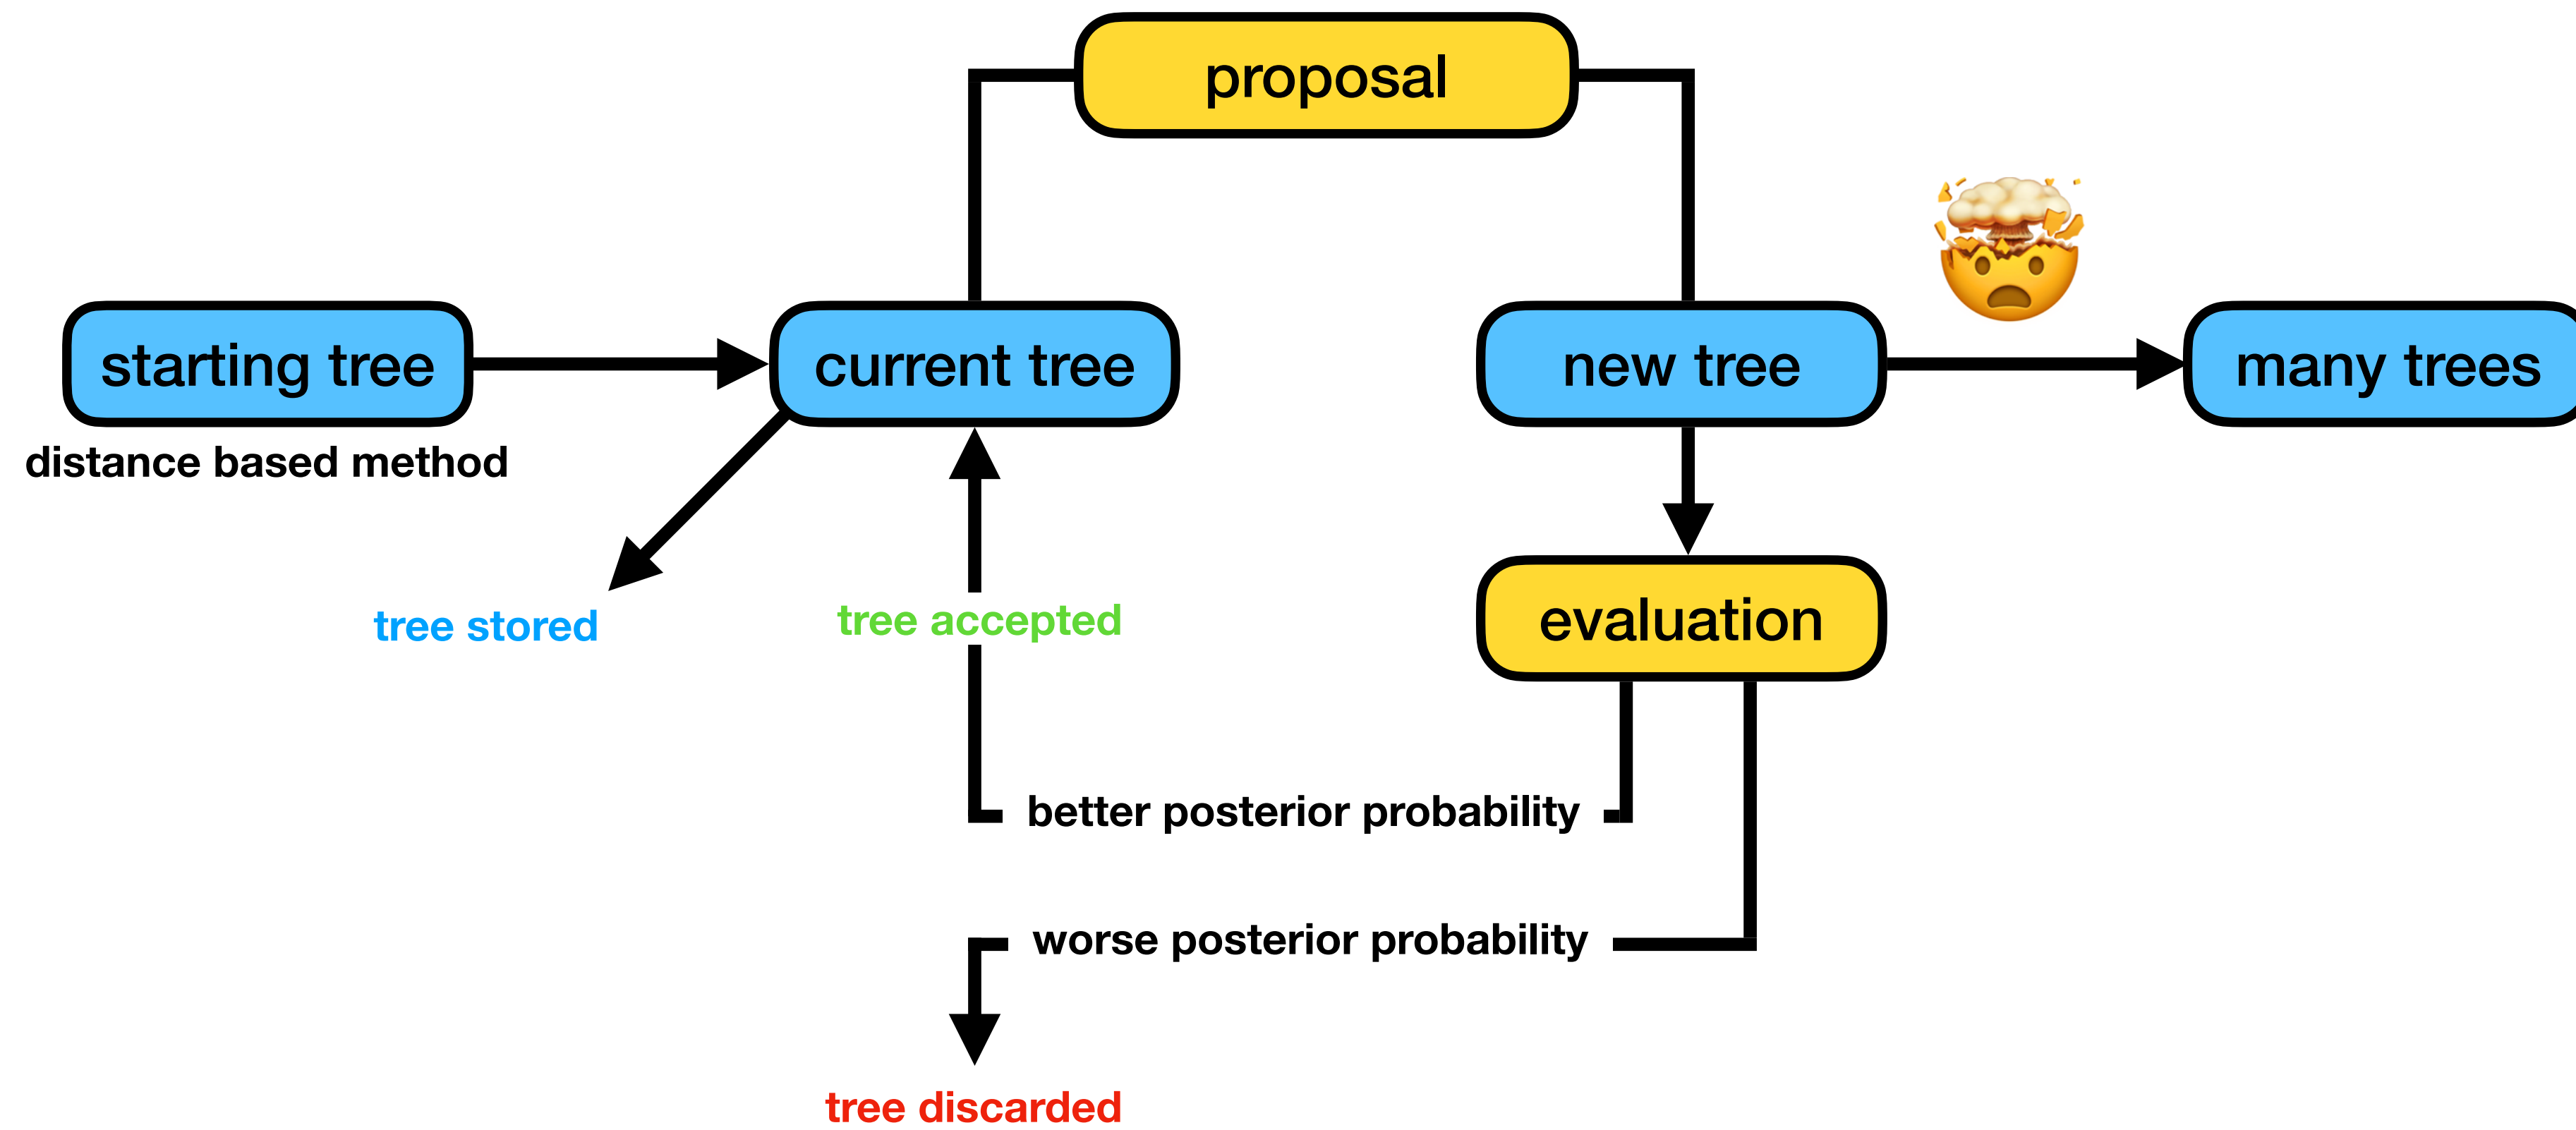 proposal
starting tree
current tree
new tree
many trees
distance based method
tree stored
tree accepted
evaluation
better posterior probability
worse posterior probability
tree discarded